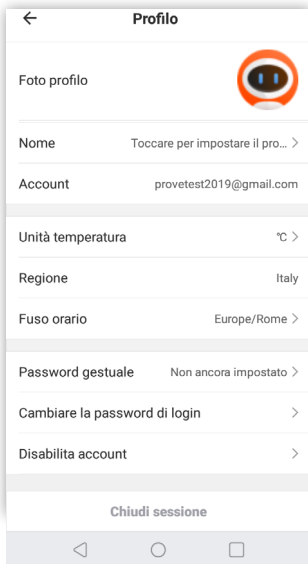 Profilo
Foto profilo
Nome Toccare per impostare il pro...
Account provetest2019@gmail.com
Unità temperatura °C
Regione Italy
Fuso orario Europe/Rome
Password gestuale Non ancora impostato
Cambiare la password di login
Disabilita account
Chiudi sessione